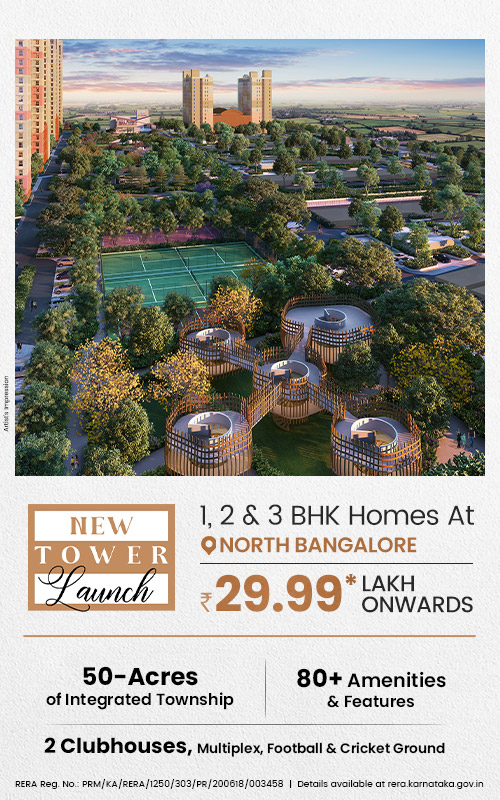 Artist's Impression
NEW
TOWER
Launch
1, 2 & 3 BHK Homes At
NORTH BANGALORE
₹29.99* LAKH
ONWARDS
50-Acres
of Integrated Township
80+ Amenities
& Features
2 Clubhouses, Multiplex, Football & Cricket Ground
RERA Reg. No.: PRM/KA/RERA/1250/303/PR/200618/003458 | Details available at rera.karnataka.gov.in